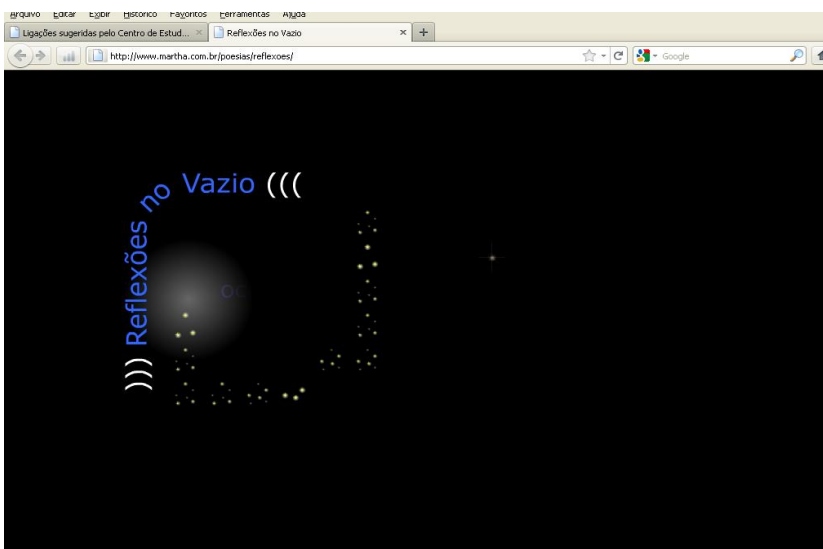 Arquivo Editar Exibir Histórico Favoritos Ferramentas Ajuda
Ligações sugeridas pelo Centro de Estud... Reflexões no Vazio
http://www.martha.com.br/poesias/reflexoes/ Google
))) Reflexões no Vazio (((